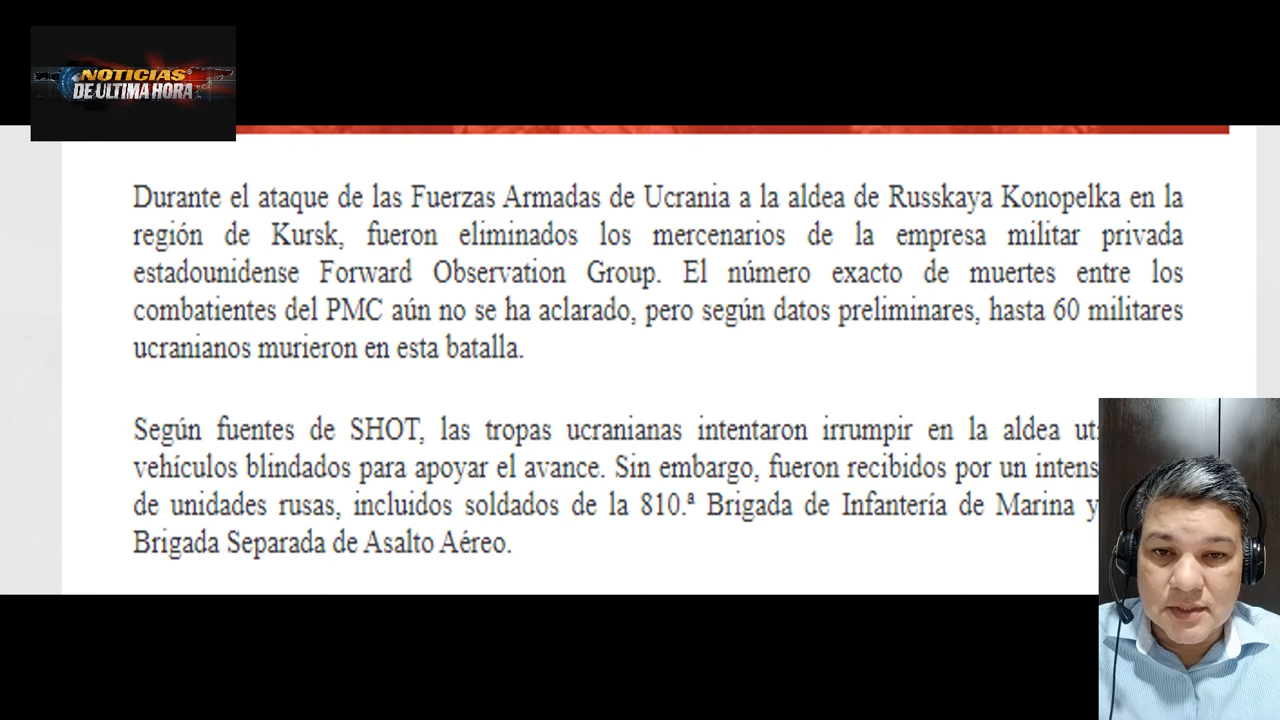 NOTICIAS
DE ULTIMA HORA
Durante el ataque de las Fuerzas Armadas de Ucrania a la aldea de Russkaya Konopelka en la
región de Kursk, fueron eliminados los mercenarios de la empresa militar privada
estadounidense Forward Observation Group. El número exacto de muertes entre los
combatientes del PMC aún no se ha aclarado, pero según datos preliminares, hasta 60 militares
ucranianos murieron en esta batalla.
Según fuentes de SHOT, las tropas ucranianas intentaron irrumpir en la aldea
vehículos blindados para apoyar el avance. Sin embargo, fueron recibidos por un
de unidades rusas, incluidos soldados de la 810.ª Brigada de Infantería de Marina y
Brigada Separada de Asalto Aéreo.